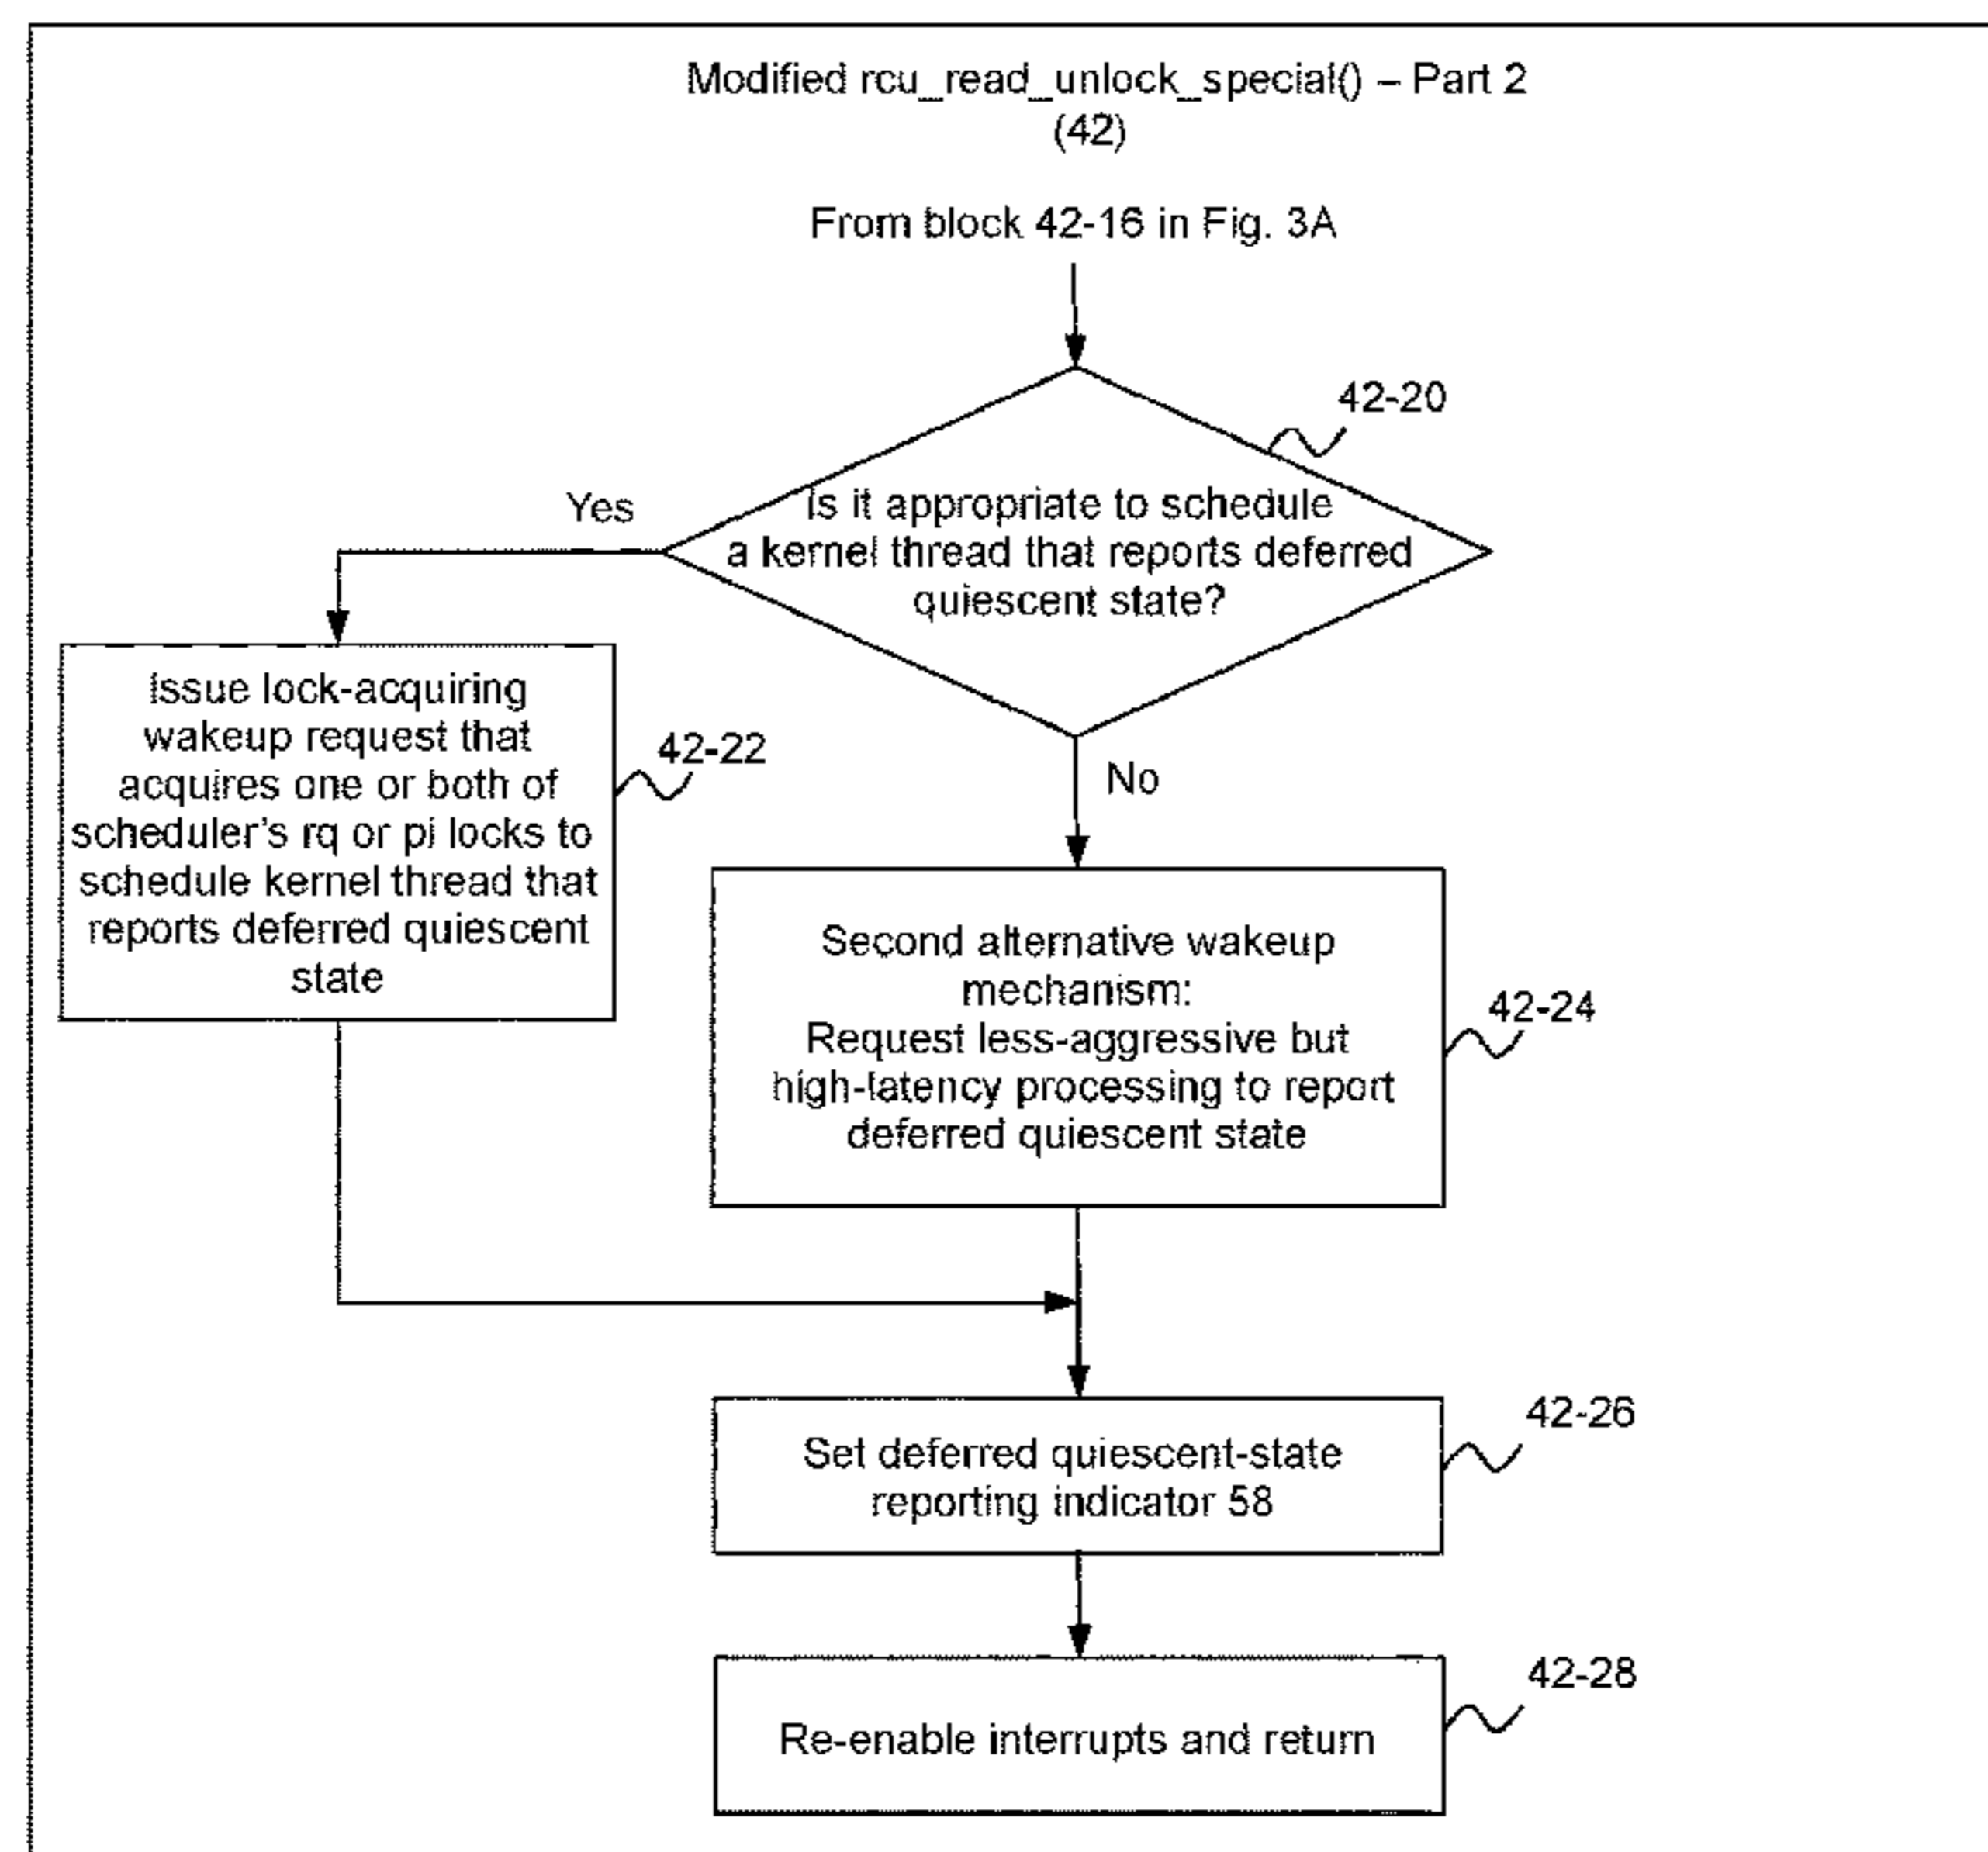 Modified rcu_read_unlock_special() – Part 2
(42)
From block 42-16 in Fig. 3A
42-20
Yes
Is it appropriate to schedule
a kernel thread that reports deferred
quiescent state?
Issue lock-acquiring
wakeup request that
acquires one or both of
scheduler's rq or pi locks to
schedule kernel thread that
reports deferred quiescent
state
42-22
No
Second alternative wakeup
mechanism:
Request less-aggressive but
high-latency processing to report
deferred quiescent state
42-24
Set deferred quiescent-state
reporting indicator 58
42-26
Re-enable interrupts and return
42-28